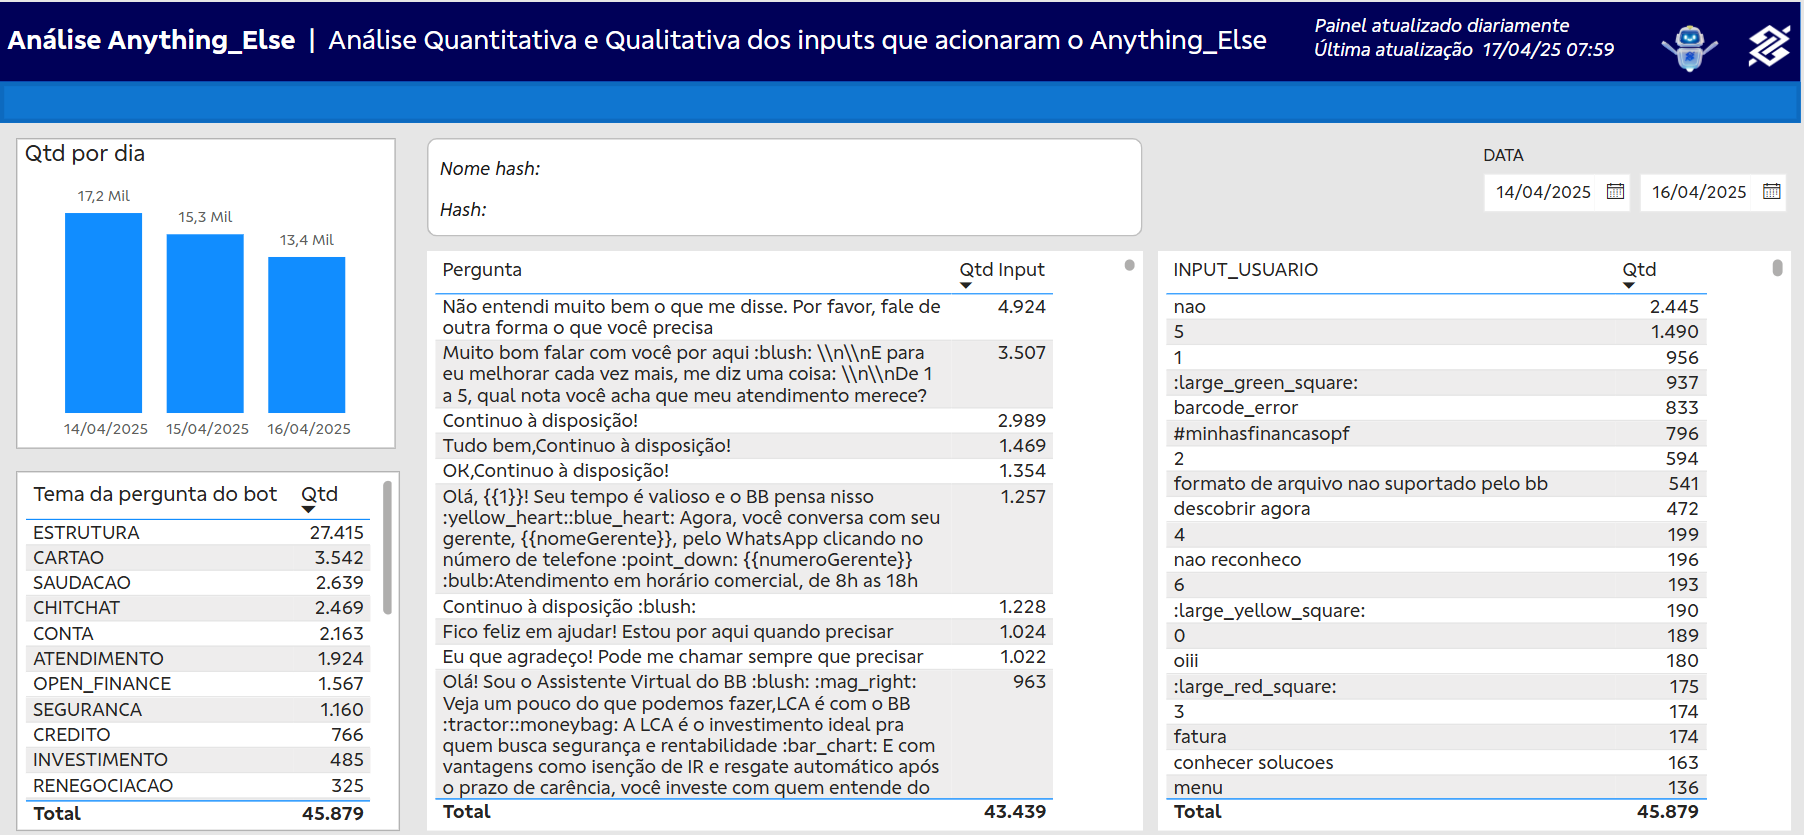 Análise Anything_Else | Análise Quantitativa e Qualitativa dos inputs que acionaram o Anything_Else
Painel atualizado diariamente
Última atualização 17/04/25 07:59
Qtd por dia
17,2 Mil
15,3 Mil
13,4 Mil
14/04/2025 15/04/2025 16/04/2025
Nome hash:
Hash:
DATA
14/04/2025 16/04/2025
Tema da pergunta do bot Qtd
ESTRUTURA 27.415
CARTAO 3.542
SAUDACAO 2.639
CHITCHAT 2.469
CONTA 2.163
ATENDIMENTO 1.924
OPEN_FINANCE 1.567
SEGURANCA 1.160
CREDITO 766
INVESTIMENTO 485
RENEGOCIACAO 325
Total 45.879
Pergunta Qtd Input
Não entendi muito bem o que me disse. Por favor, fale de 4.924
outra forma o que você precisa
Muito bom falar com você por aqui :blush: \\n\\nE para 3.507
eu melhorar cada vez mais, me diz uma coisa: \\n\\nDe 1
a 5, qual nota você acha que meu atendimento merece?
Continuo à disposição! 2.989
Tudo bem,Continuo à disposição! 1.469
OK,Continuo à disposição! 1.354
Olá, {{1}}! Seu tempo é valioso e o BB pensa nisso 1.257
:yellow_heart::blue_heart: Agora, você conversa com seu
gerente, {{nomeGerente}}, pelo WhatsApp clicando no
número de telefone :point_down: {{numeroGerente}}
:bulb:Atendimento em horário comercial, de 8h as 18h
Continuo à disposição :blush: 1.228
Fico feliz em ajudar! Estou por aqui quando precisar 1.024
Eu que agradeço! Pode me chamar sempre que precisar 1.022
Olá! Sou o Assistente Virtual do BB :blush: :mag_right: 963
Veja um pouco do que podemos fazer,LCA é com o BB
:tractor::moneybag: A LCA é o investimento ideal pra
quem busca segurança e rentabilidade :bar_chart: E com
vantagens como isenção de IR e resgate automático após
o prazo de carência, você investe com quem entende do
Total 43.439
INPUT_USUARIO Qtd
nao 2.445
5 1.490
1 956
:large_green_square: 937
barcode_error 833
#minhasfinancasopf 796
2 594
formato de arquivo nao suportado pelo bb 541
descobrir agora 472
4 199
nao reconheco 196
6 193
:large_yellow_square: 190
0 189
oiii 180
:large_red_square: 175
3 174
fatura 174
conhecer solucoes 163
menu 136
Total 45.879